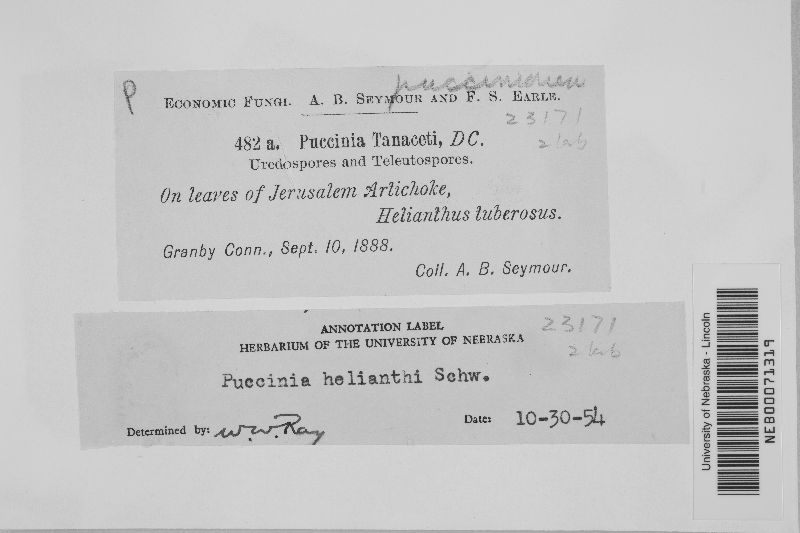 P
ECONOMIC FUNGI. A. B. SEYMOUR AND F. S. EARLE.
23171
2 lab
482 a. Puccinia Tanaceti, DC.
Uredospores and Teleutospores.
On leaves of Jerusalem Artichoke,
Helianthus tuberosus.
Granby Conn., Sept. 10, 1888.
Coll. A. B. Seymour.
ANNOTATION LABEL
HERBARIUM OF THE UNIVERSITY OF NEBRASKA
23171
2 lab
Puccinia helianthi Schw.
Determined by: W. W. Ray
Date: 10-30-54
University of Nebraska - Lincoln
NEB00071319